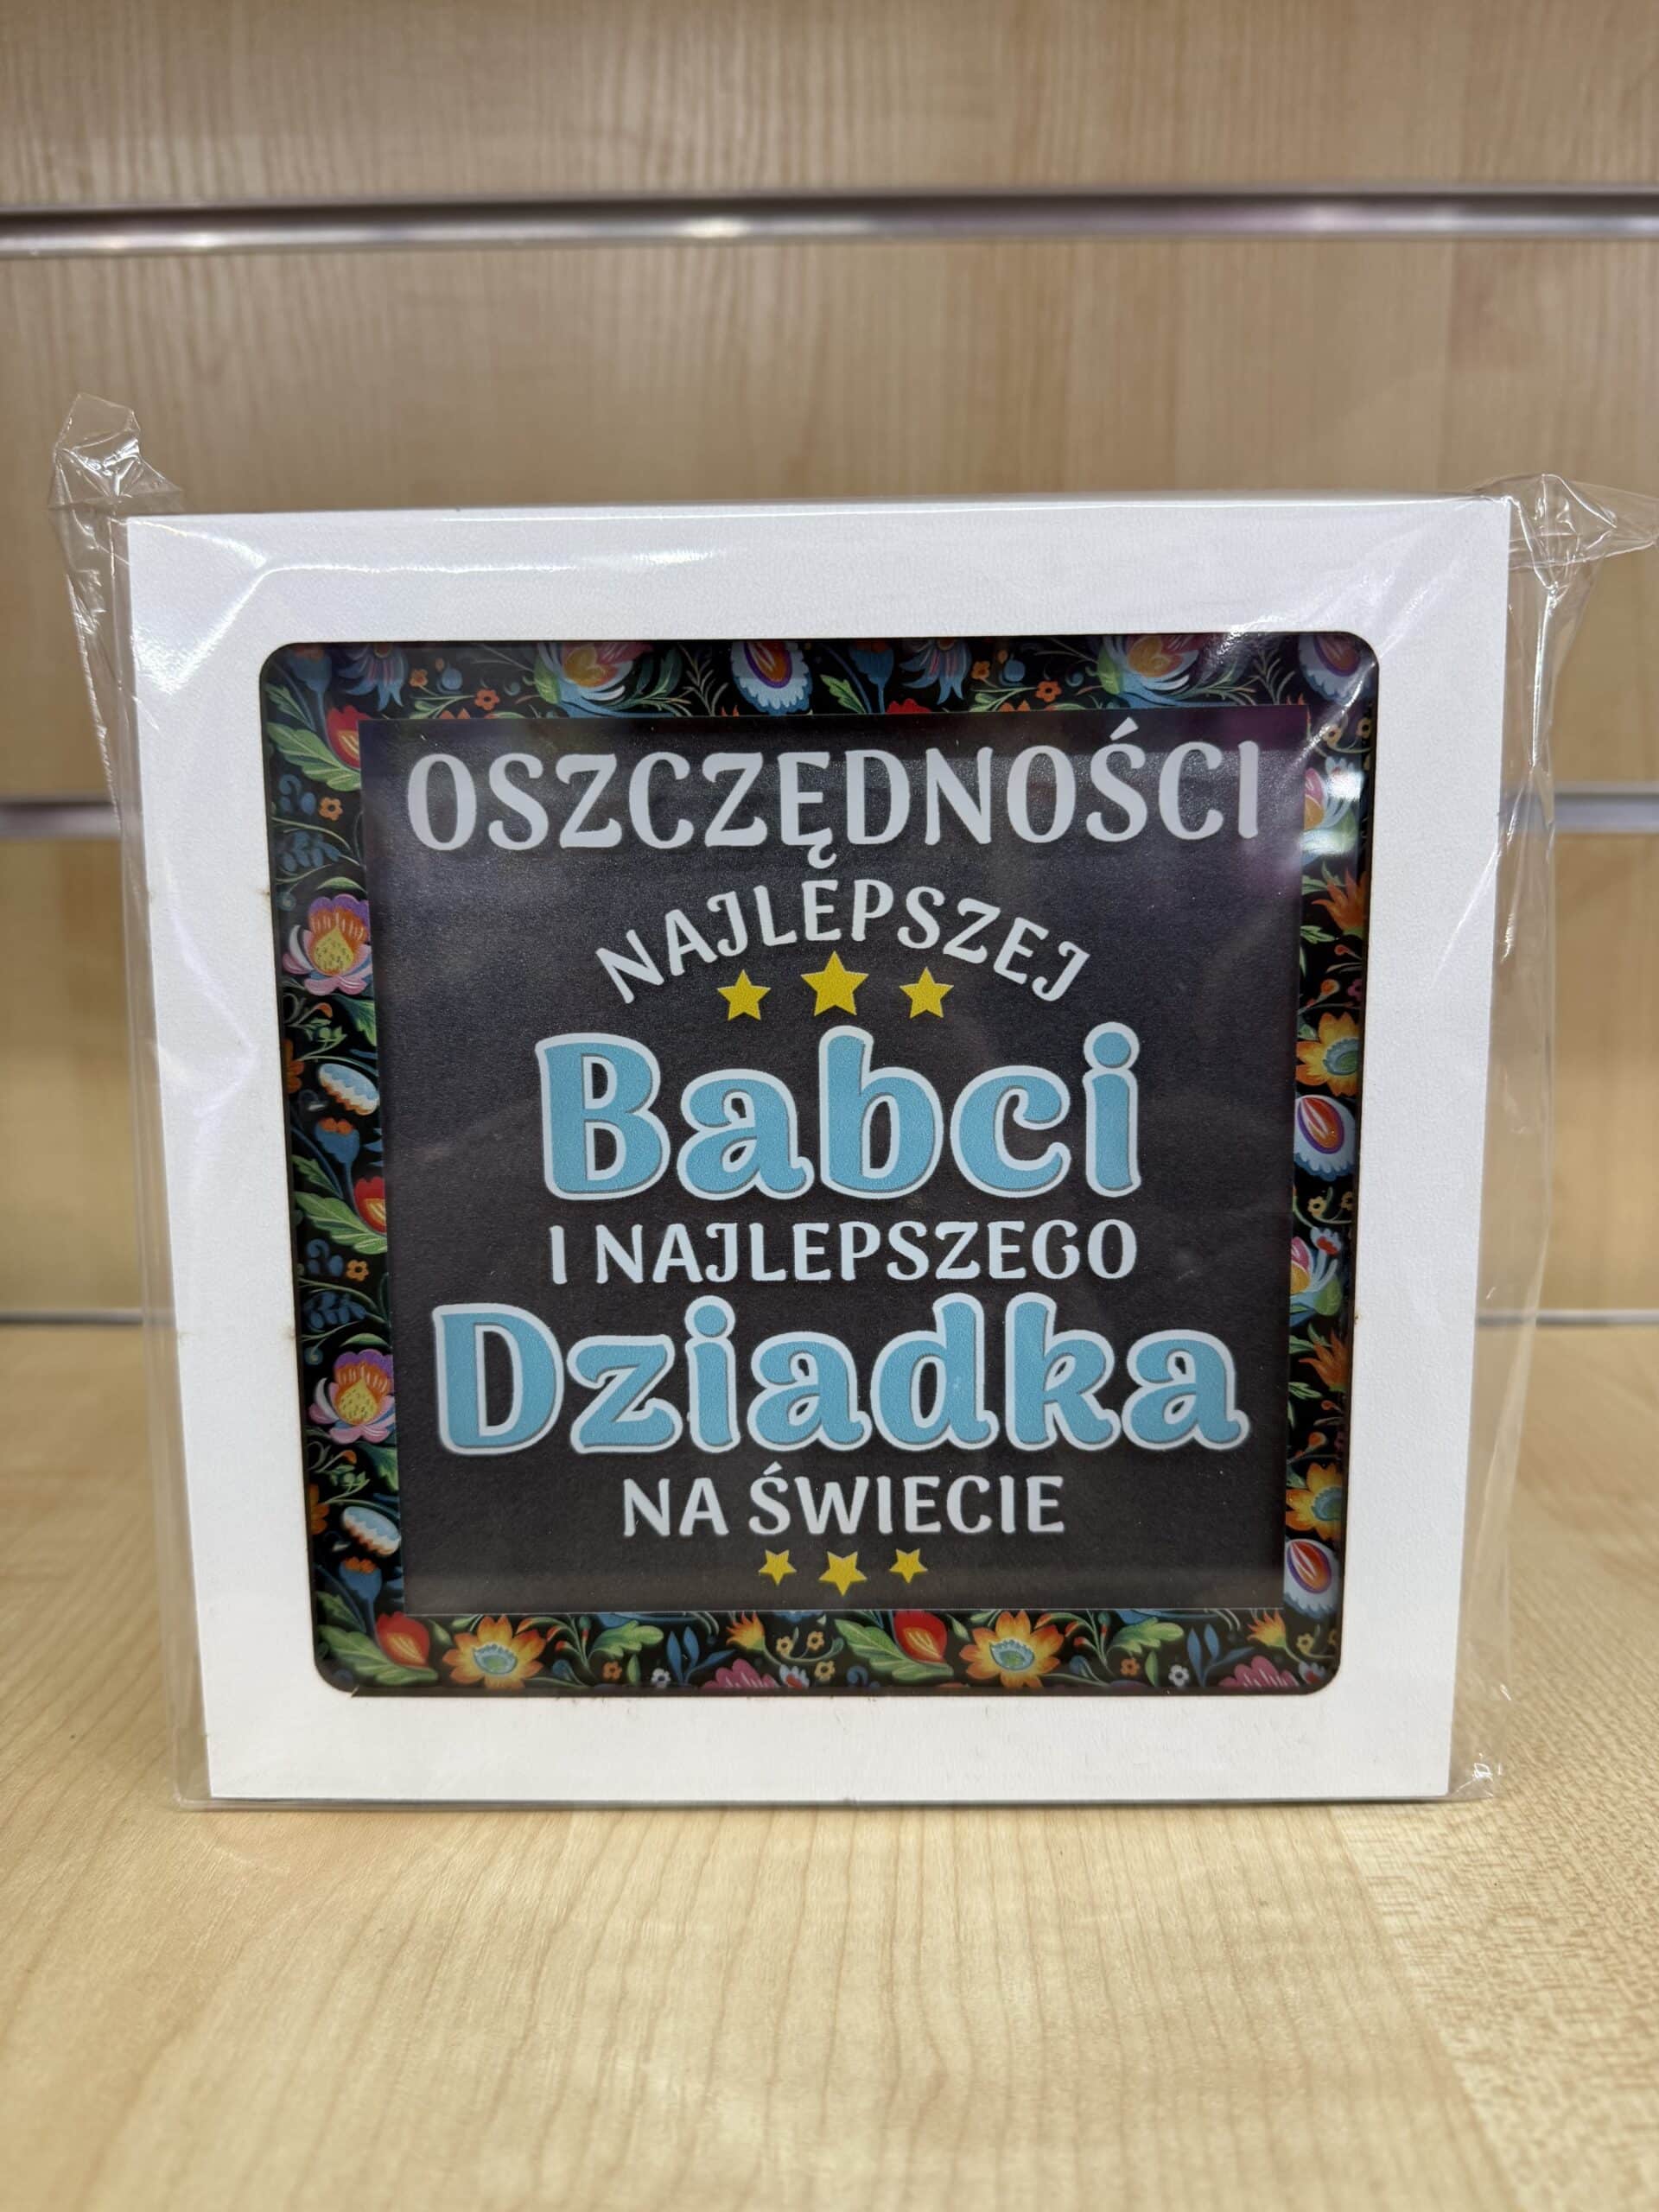 OSZCZĘDNOŚCI
NAJLEPSZEJ
Babci
I NAJLEPSZEGO
Dziadka
NA ŚWIECIE